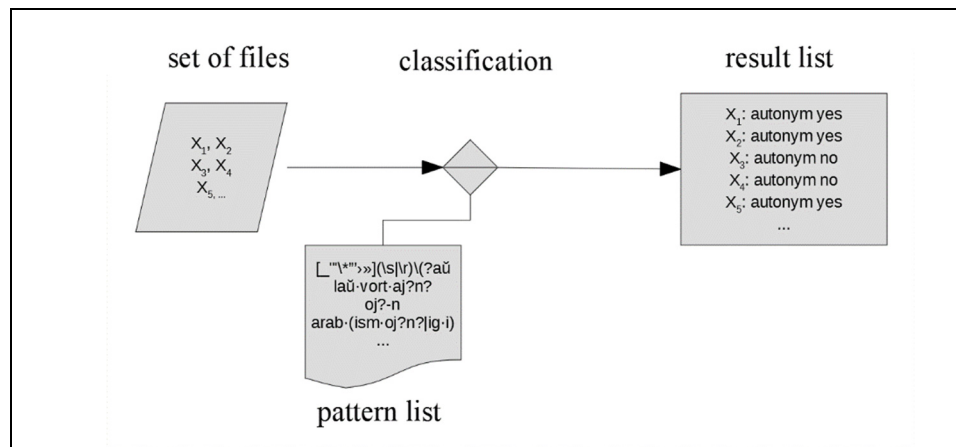 set of files
classification
result list
X₁, X₂
X₃, X₄
X₅, ...
X₁: autonym yes
X₂: autonym yes
X₃: autonym no
X₄: autonym no
X₅: autonym yes
...
[_'"\*"'›»](\s|\r)\(?aŭ
laŭ·vort·aj?n?
oj?-n
arab·(ism·oj?n?|ig·i)
...
pattern list